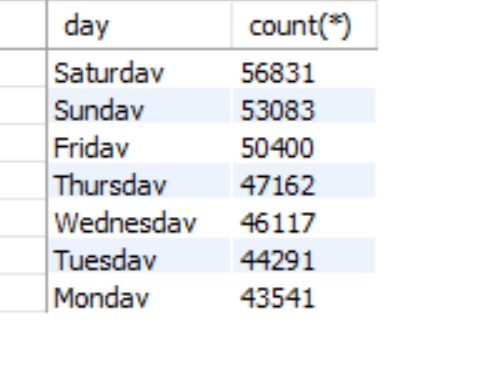 day count(*)
Saturday 56831
Sunday 53083
Friday 50400
Thursday 47162
Wednesday 46117
Tuesday 44291
Monday 43541